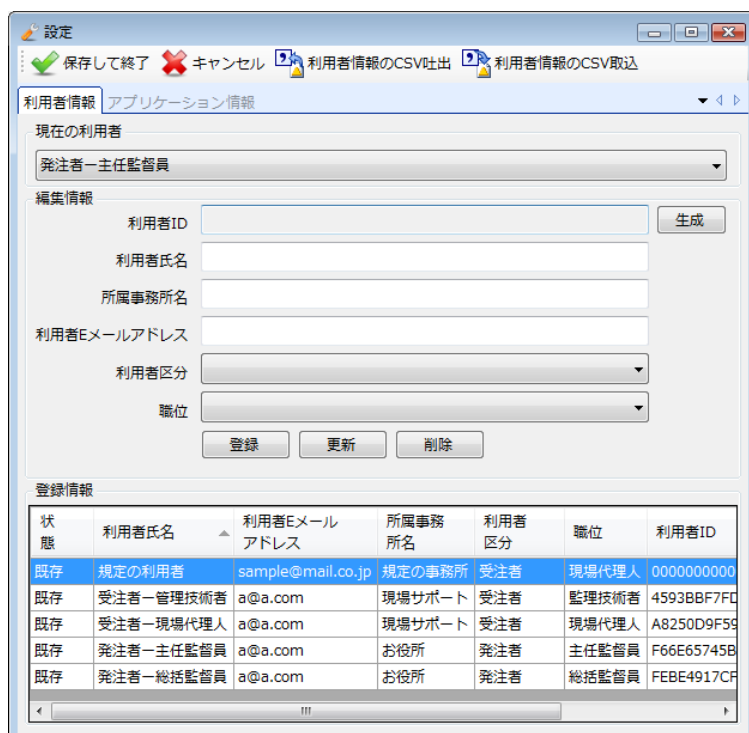 設定
保存して終了 キャンセル 利用者情報のCSV吐出 利用者情報のCSV取込
利用者情報 アプリケーション情報
現在の利用者
発注者ー主任監督員
編集情報
利用者ID 生成
利用者氏名
所属事務所名
利用者Eメールアドレス
利用者区分
職位
登録 更新 削除
登録情報
状態 利用者氏名 利用者Eメールアドレス 所属事務所名 利用者区分 職位 利用者ID
既存 規定の利用者 sample@mail.co.jp 規定の事務所 受注者 現場代理人 0000000000
既存 受注者ー管理技術者 a@a.com 現場サポート 受注者 監理技術者 4593BBF7FD
既存 受注者ー現場代理人 a@a.com 現場サポート 受注者 現場代理人 A8250D9F59
既存 発注者ー主任監督員 a@a.com お役所 発注者 主任監督員 F66E65745B
既存 発注者ー総括監督員 a@a.com お役所 発注者 総括監督員 FEBE4917CF